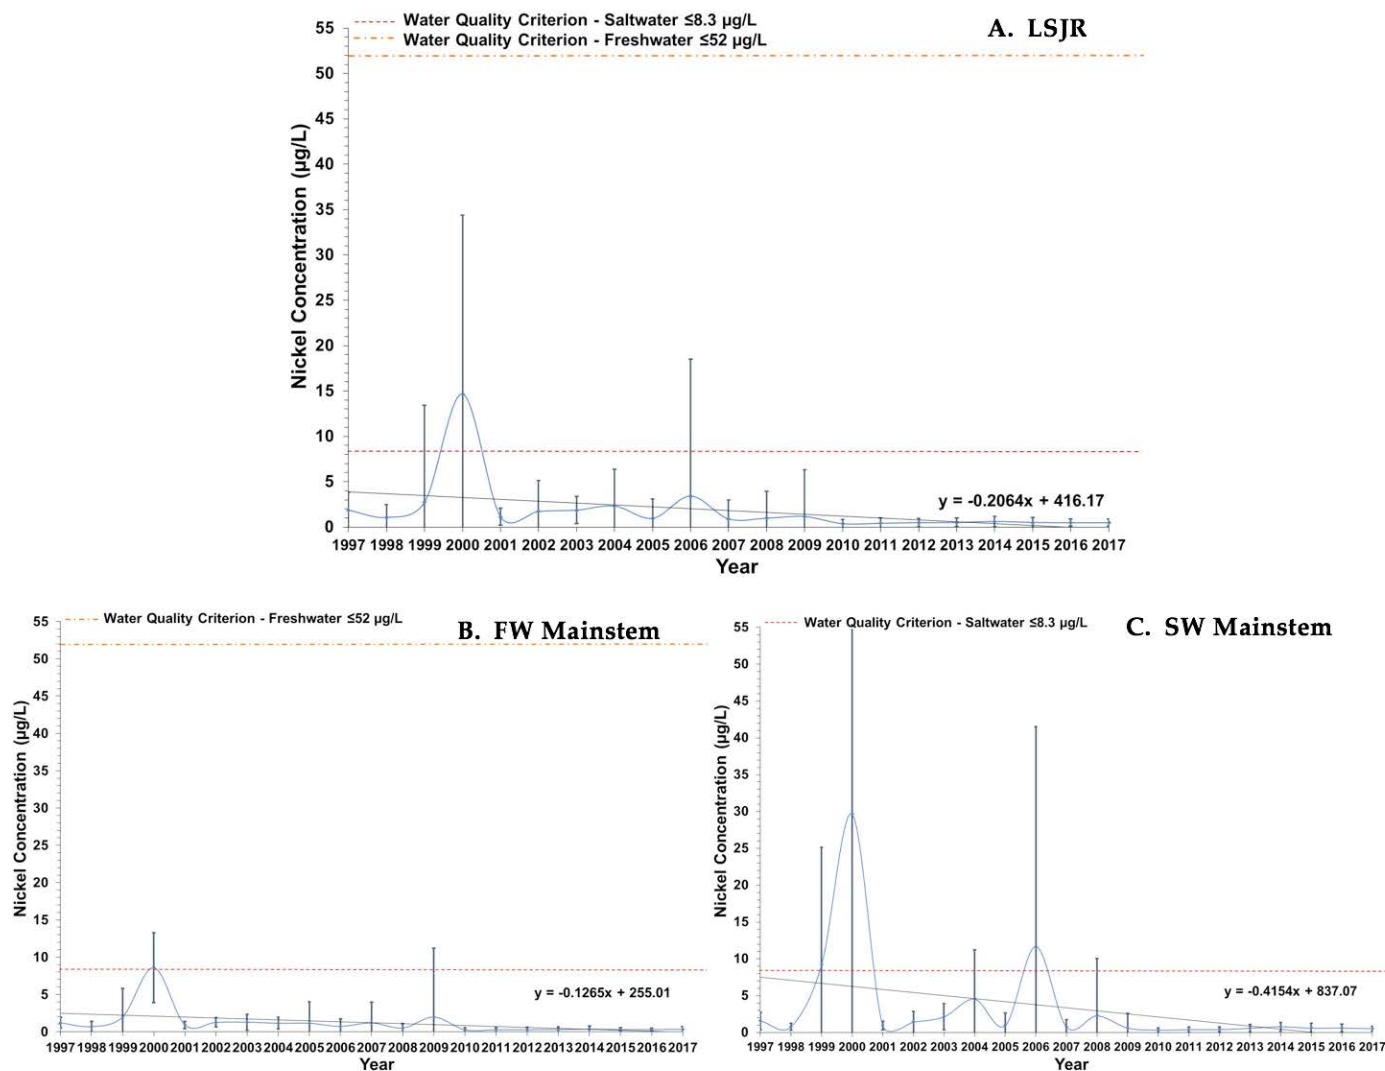 Water Quality Criterion - Saltwater ≤8.3 µg/L
Water Quality Criterion - Freshwater ≤52 µg/L
A. LSJR
Nickel Concentration (µg/L)
55
50
45
40
35
30
25
20
15
10
5
0
y = -0.2064x + 416.17
1997 1998 1999 2000 2001 2002 2003 2004 2005 2006 2007 2008 2009 2010 2011 2012 2013 2014 2015 2016 2017
Year
Water Quality Criterion - Freshwater ≤52 µg/L
B. FW Mainstem
Nickel Concentration (µg/L)
55
50
45
40
35
30
25
20
15
10
5
0
y = -0.1265x + 255.01
1997 1998 1999 2000 2001 2002 2003 2004 2005 2006 2007 2008 2009 2010 2011 2012 2013 2014 2015 2016 2017
Year
Water Quality Criterion - Saltwater ≤8.3 µg/L
C. SW Mainstem
Nickel Concentration (µg/L)
55
50
45
40
35
30
25
20
15
10
5
0
y = -0.4154x + 837.07
1997 1998 1999 2000 2001 2002 2003 2004 2005 2006 2007 2008 2009 2010 2011 2012 2013 2014 2015 2016 2017
Year